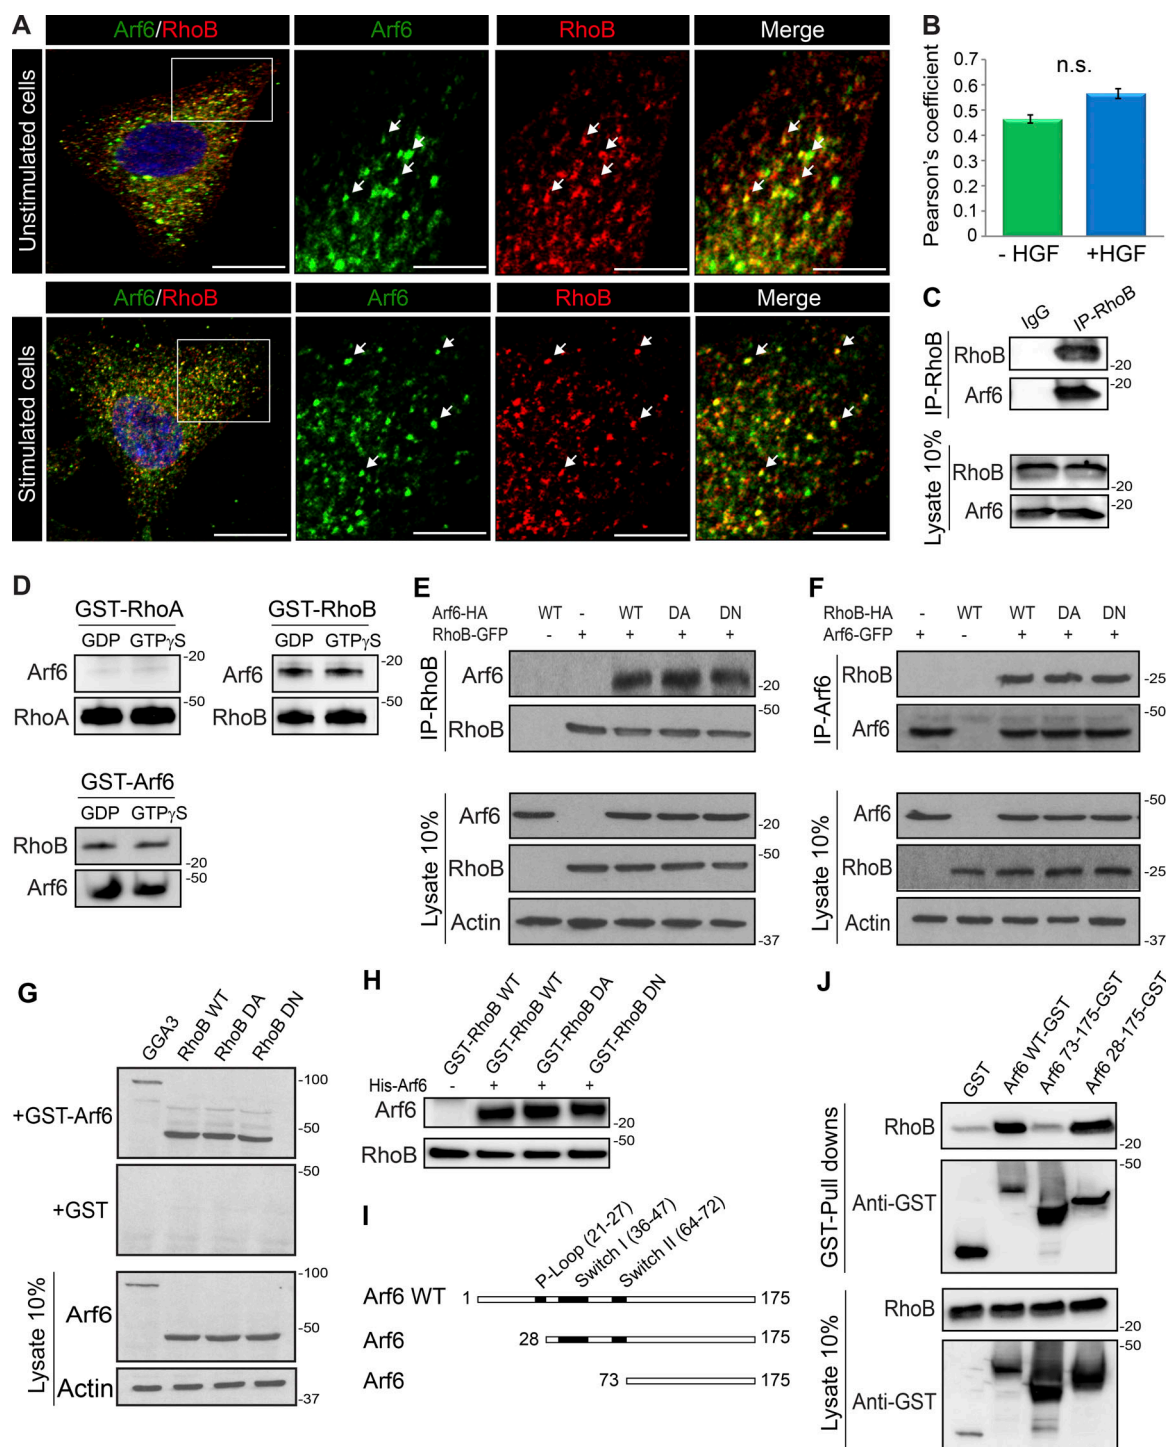 A
Arf6/RhoB
Arf6
RhoB
Merge
Unstimulated cells
Arf6/RhoB
Arf6
RhoB
Merge
Stimulated cells
B
n.s.
Pearson's coefficient
0.7
0.6
0.5
0.4
0.3
0.2
0.1
0
- HGF
+HGF
C
IgG
IP-RhoB
IP-RhoB
RhoB
-20
Arf6
-20
Lysate 10%
RhoB
-20
Arf6
-20
D
GST-RhoA
GDP GTPγS
Arf6
-20
RhoA
-50
GST-RhoB
GDP GTPγS
Arf6
-20
RhoB
-50
GST-Arf6
GDP GTPγS
RhoB
-20
Arf6
-50
E
Arf6-HA WT - WT DA DN
RhoB-GFP - + + + +
IP-RhoB
Arf6
-20
RhoB
-50
Lysate 10%
Arf6
-20
RhoB
-50
Actin
-37
F
RhoB-HA - WT WT DA DN
Arf6-GFP + - + + +
IP-Arf6
RhoB
-25
Arf6
-50
Lysate 10%
Arf6
-50
RhoB
-25
Actin
-37
G
GGA3
RhoB WT
RhoB DA
RhoB DN
+GST-Arf6
-100
-50
+GST
-50
Lysate 10%
Arf6
-100
-50
Actin
-37
H
GST-RhoB WT
GST-RhoB WT
GST-RhoB DA
GST-RhoB DN
His-Arf6 - + + +
Arf6
-20
RhoB
-50
I
P-Loop (21-27)
Switch I (36-47)
Switch II (64-72)
Arf6 WT 1 175
Arf6 28 175
Arf6 73 175
J
GST
Arf6 WT-GST
Arf6 73-175-GST
Arf6 28-175-GST
GST-Pull downs
RhoB
-20
Anti-GST
-50
Lysate 10%
RhoB
-20
Anti-GST
-50